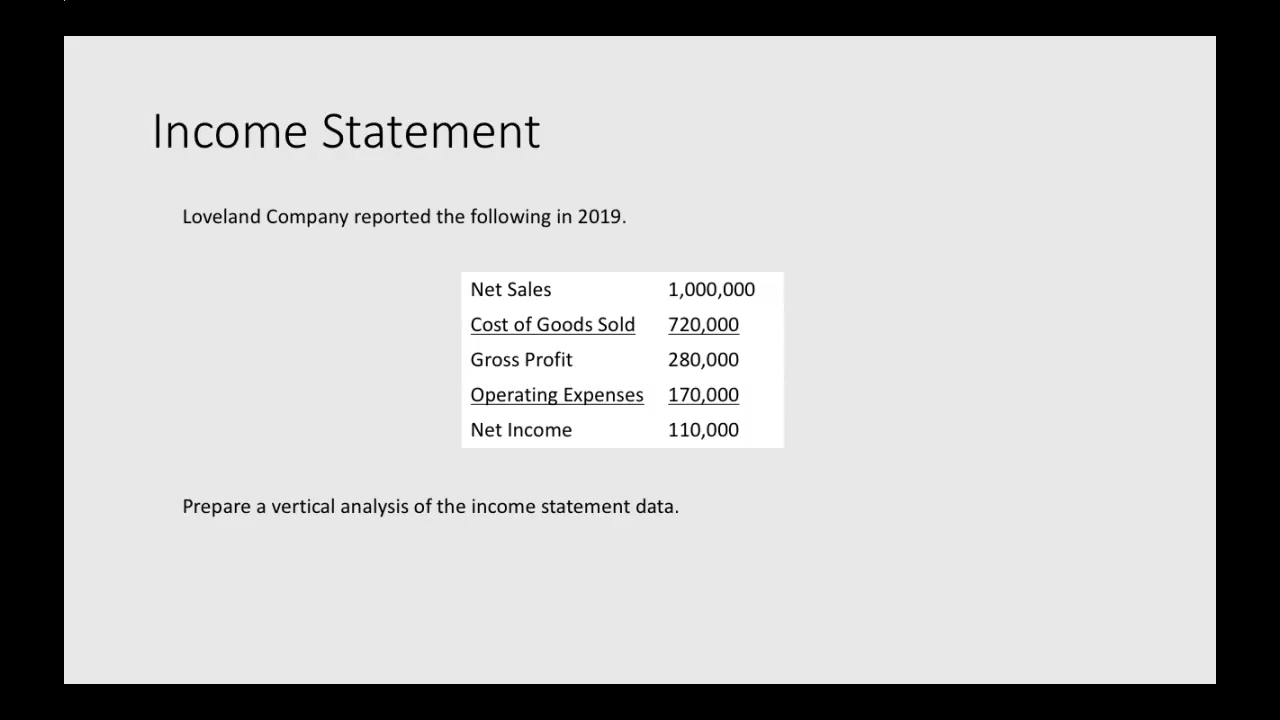 Income Statement
Loveland Company reported the following in 2019.
Net Sales 1,000,000
Cost of Goods Sold 720,000
Gross Profit 280,000
Operating Expenses 170,000
Net Income 110,000
Prepare a vertical analysis of the income statement data.